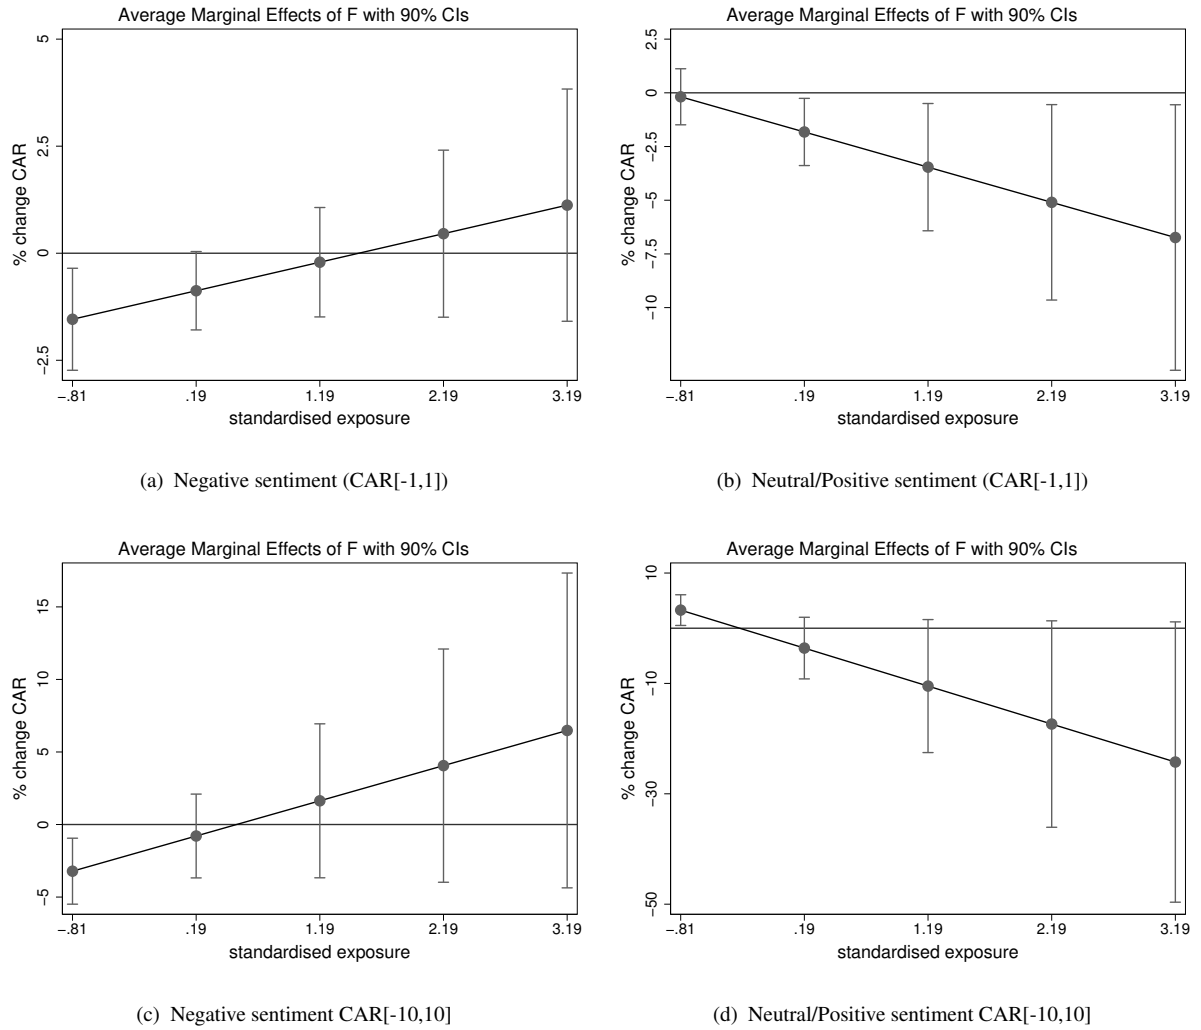 Average Marginal Effects of F with 90% CIs
% change CAR
5
2.5
0
−2.5
−.81 .19 1.19 2.19 3.19
standardised exposure
(a) Negative sentiment (CAR[-1,1])
Average Marginal Effects of F with 90% CIs
% change CAR
2.5
0
−2.5
−5
−7.5
−10
−.81 .19 1.19 2.19 3.19
standardised exposure
(b) Neutral/Positive sentiment (CAR[-1,1])
Average Marginal Effects of F with 90% CIs
% change CAR
15
10
5
0
−5
−.81 .19 1.19 2.19 3.19
standardised exposure
(c) Negative sentiment CAR[-10,10]
Average Marginal Effects of F with 90% CIs
% change CAR
10
−10
−30
−50
−.81 .19 1.19 2.19 3.19
standardised exposure
(d) Neutral/Positive sentiment CAR[-10,10]